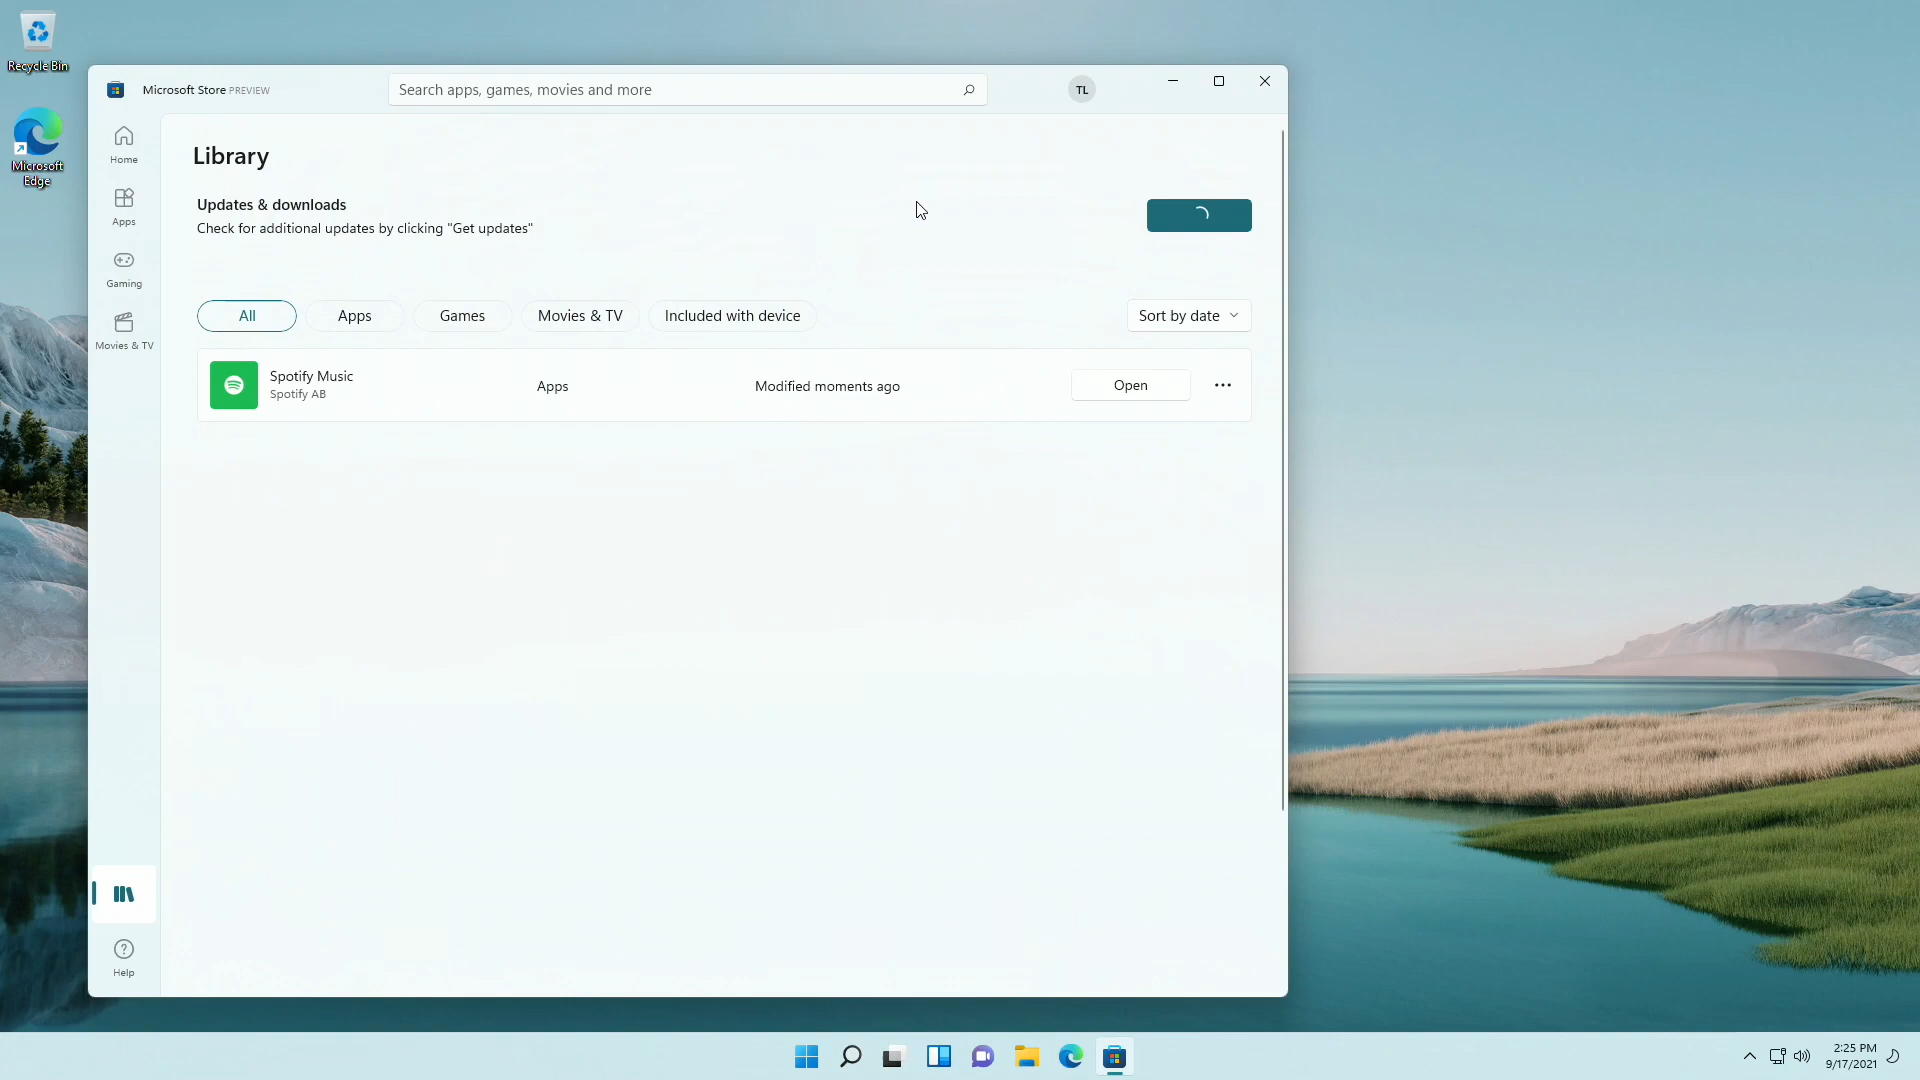 Recycle Bin
Microsoft
Edge
Microsoft Store PREVIEW
Search apps, games, movies and more
TL
Home
Apps
Gaming
Movies & TV
Help
Library
Updates & downloads
Check for additional updates by clicking "Get updates"
All
Apps
Games
Movies & TV
Included with device
Sort by date
Spotify Music
Spotify AB
Apps
Modified moments ago
Open
2:25 PM
9/17/2021